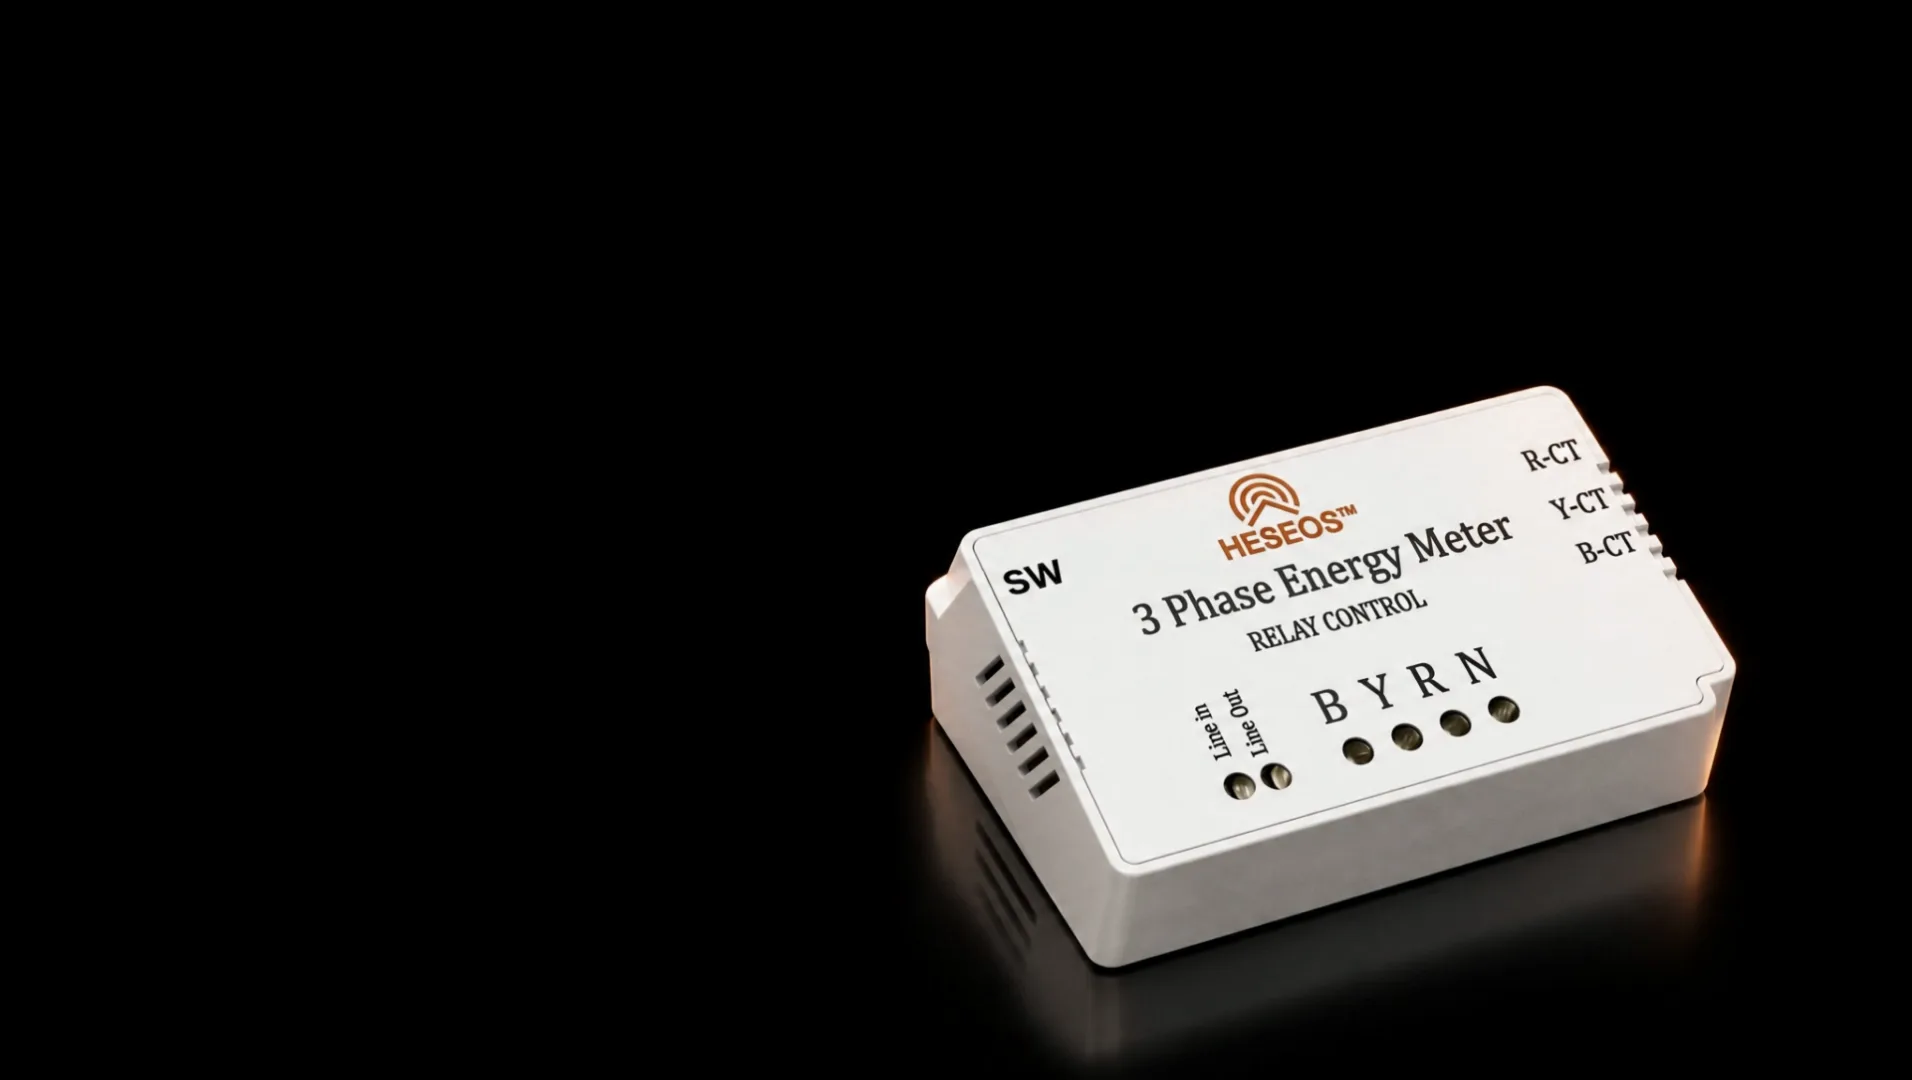 HESEOS™
3 Phase Energy Meter
RELAY CONTROL
SW
R-CT
Y-CT
B-CT
Line in
Line Out
B Y R N